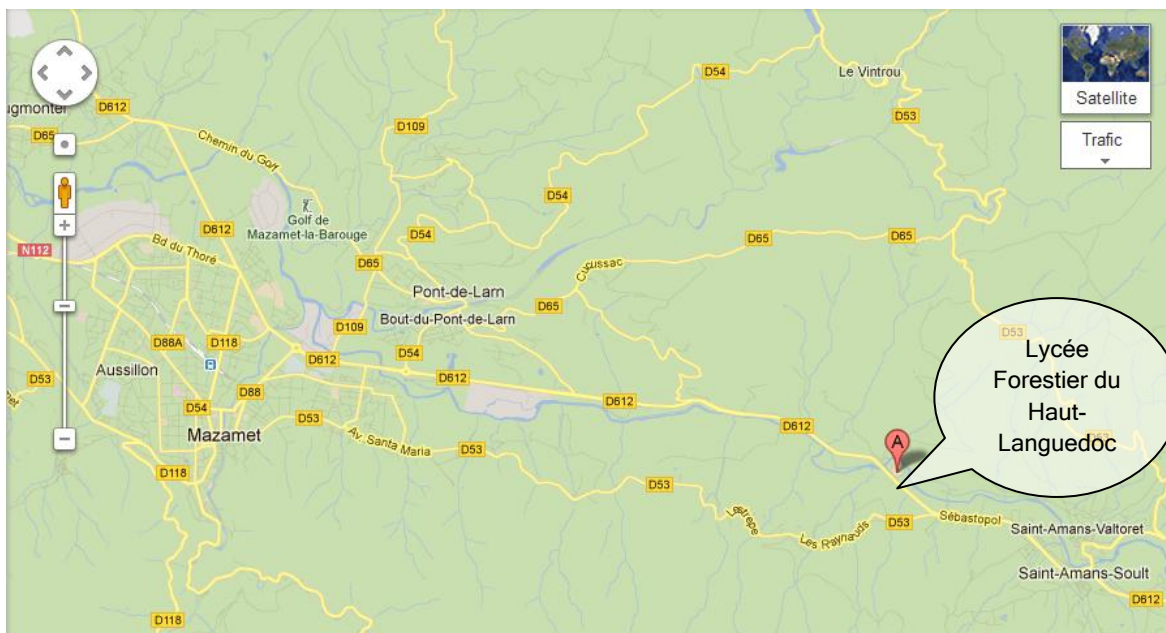 D54
Le Vintrou
Satellite
Trafic
D612
D65
Chemin du Golf
D109
D53
D54
Golf de
Mazamet-la-Barouge
D612
D54
D65
D65
N112
Bd du Thoré
D65
Cucussac
Pont-de-Larn
D65
Bout-du-Pont-de-Larn
D109
D88A
D118
D612
D54
D53
Aussillon
D612
D53
D88
D54
D612
D53
Mazamet
Av. Santa Maria
D612
D53
Lycée
Forestier du
Haut-
Languedoc
D53
A
D118
D53
Lestrepe
Les Raynauds
D53
Sébastopol
Saint-Amans-Valtoret
Saint-Amans-Soult
D612
D118